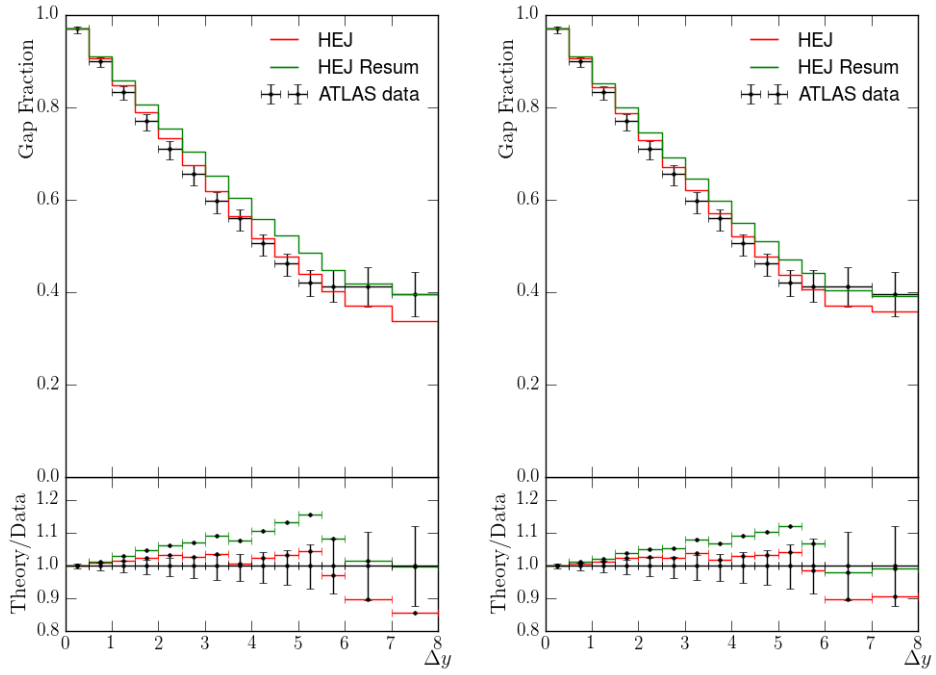 1.0
0.8
0.6
0.4
0.2
0.0
Gap Fraction
HEJ
HEJ Resum
ATLAS data
1.2
1.1
1.0
0.9
0.8
Theory/Data
0 1 2 3 4 5 6 7 8
Δy
1.0
0.8
0.6
0.4
0.2
0.0
Gap Fraction
HEJ
HEJ Resum
ATLAS data
1.2
1.1
1.0
0.9
0.8
Theory/Data
0 1 2 3 4 5 6 7 8
Δy